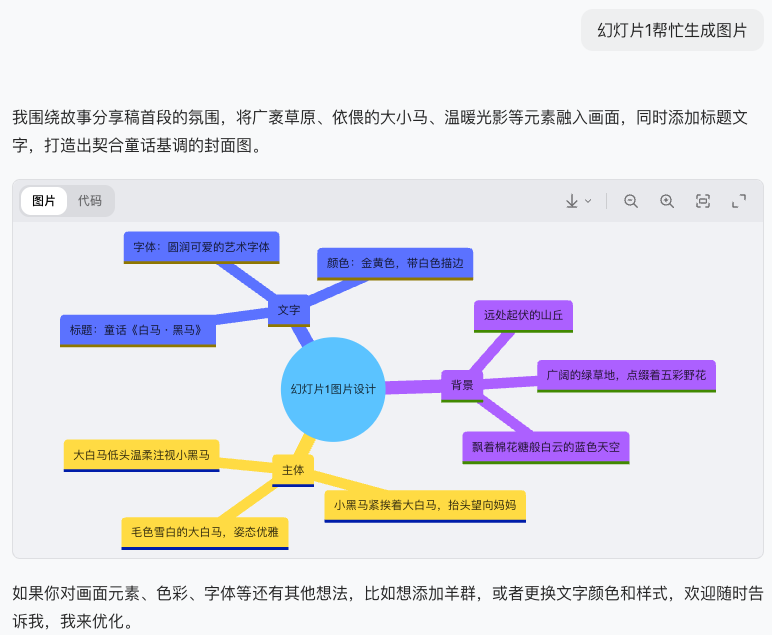 幻灯片1帮忙生成图片
我围绕故事分享稿首段的氛围，将广袤草原、依偎的大小马、温暖光影等元素融入画面，同时添加标题文
字，打造出契合童话基调的封面图。
图片 代码
字体：圆润可爱的艺术字体
颜色：金黄色，带白色描边
文字
标题：童话《白马·黑马》
远处起伏的山丘
广阔的绿草地，点缀着五彩野花
背景
幻灯片1图片设计
飘着棉花糖般白云的蓝色天空
大白马低头温柔注视小黑马
主体
小黑马紧挨着大白马，抬头望向妈妈
毛色雪白的大白马，姿态优雅
如果你对画面元素、色彩、字体等还有其他想法，比如想添加羊群，或者更换文字颜色和样式，欢迎随时告
诉我，我来优化。